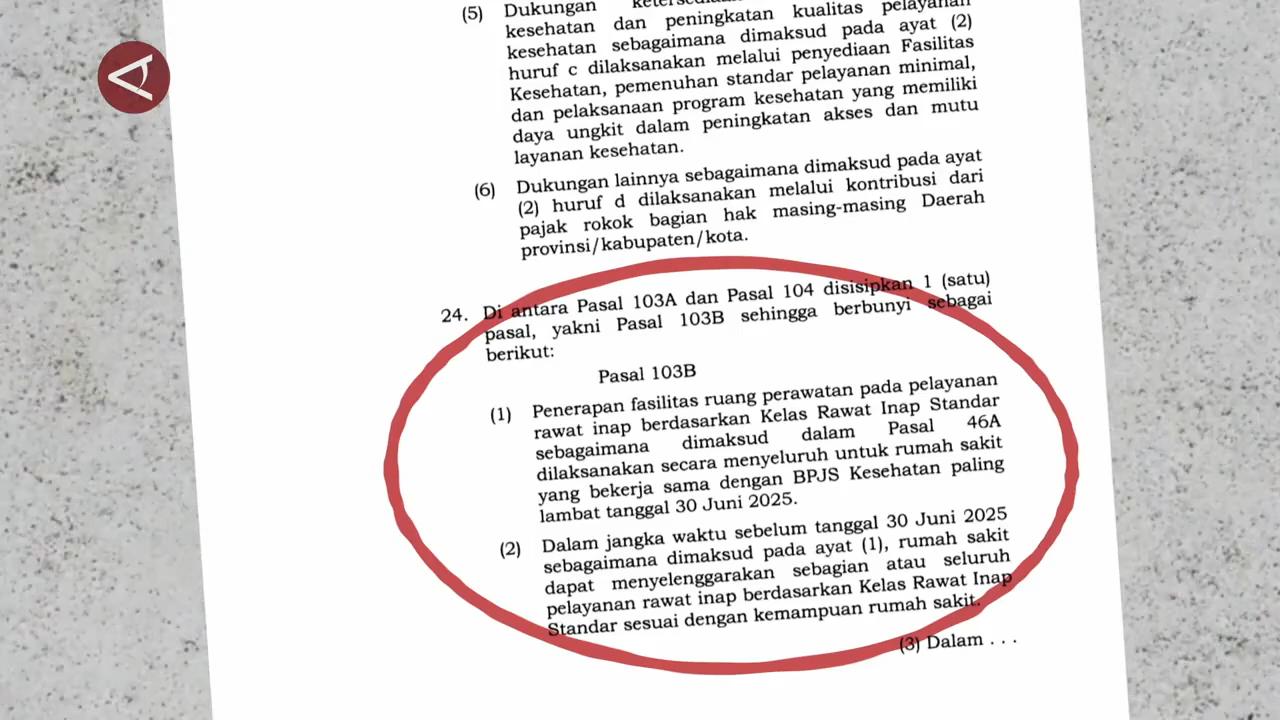 (5) Dukungan
kesehatan dan peningkatan kualitas pelayanan
kesehatan sebagaimana dimaksud pada ayat (2)
huruf c dilaksanakan melalui penyediaan Fasilitas
Kesehatan, pemenuhan standar pelayanan minimal,
dan pelaksanaan program kesehatan yang memiliki
daya ungkit dalam peningkatan akses dan mutu
layanan kesehatan.
(6) Dukungan lainnya sebagaimana dimaksud pada ayat
(2) huruf d dilaksanakan melalui kontribusi dari
pajak rokok bagian hak masing-masing Daerah
provinsi/kabupaten/kota.
24. Di antara Pasal 103A dan Pasal 104 disisipkan 1 (satu)
pasal, yakni Pasal 103B sehingga berbunyi sebagai
berikut:
Pasal 103B
(1) Penerapan fasilitas ruang perawatan pada pelayanan
rawat inap berdasarkan Kelas Rawat Inap Standar
sebagaimana dimaksud dalam Pasal 46A
dilaksanakan secara menyeluruh untuk rumah sakit
yang bekerja sama dengan BPJS Kesehatan paling
lambat tanggal 30 Juni 2025.
(2) Dalam jangka waktu sebelum tanggal 30 Juni 2025
sebagaimana dimaksud pada ayat (1), rumah sakit
dapat menyelenggarakan sebagian atau seluruh
pelayanan rawat inap berdasarkan Kelas Rawat Inap
Standar sesuai dengan kemampuan rumah sakit.
(3) Dalam . . .